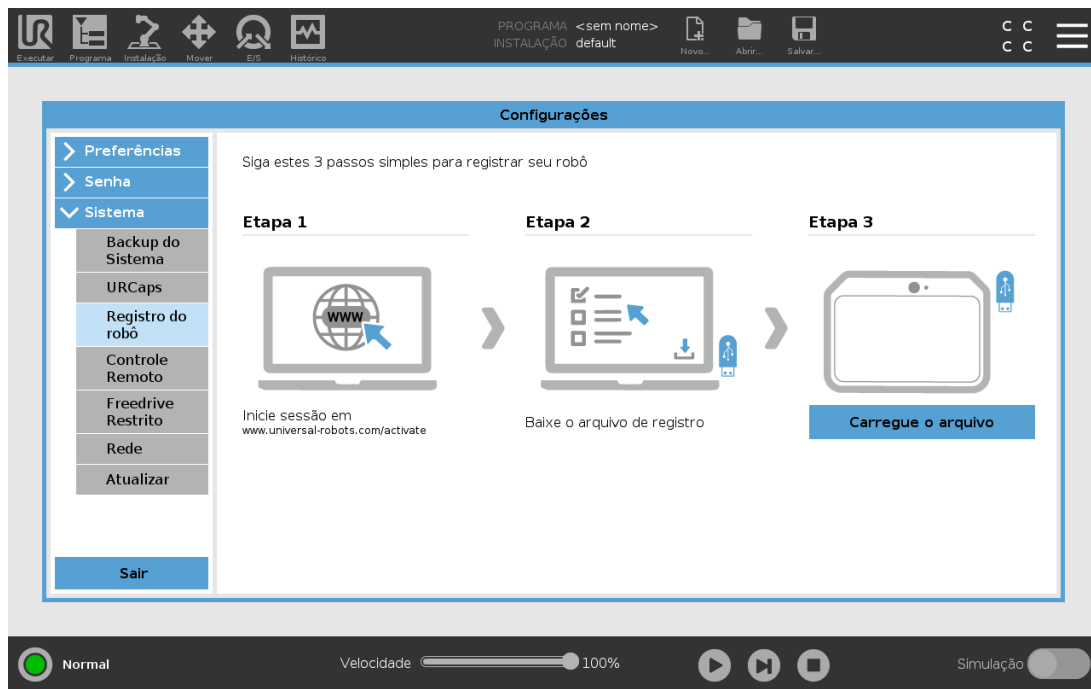 PROGRAMA <sem nome>
INSTALAÇÃO default
C C
C C
Executar Programa Instalação Mover E/S Histórico Novo... Abrir... Salvar...
Configurações
Preferências
Senha
Sistema
Backup do
Sistema
URCaps
Registro do
robô
Controle
Remoto
Freedrive
Restrito
Rede
Atualizar
Sair
Siga estes 3 passos simples para registrar seu robô
Etapa 1
WWW
Inicie sessão em
www.universal-robots.com/activate
Etapa 2
Baixe o arquivo de registro
Etapa 3
Carregue o arquivo
Normal Velocidade 100% Simulação